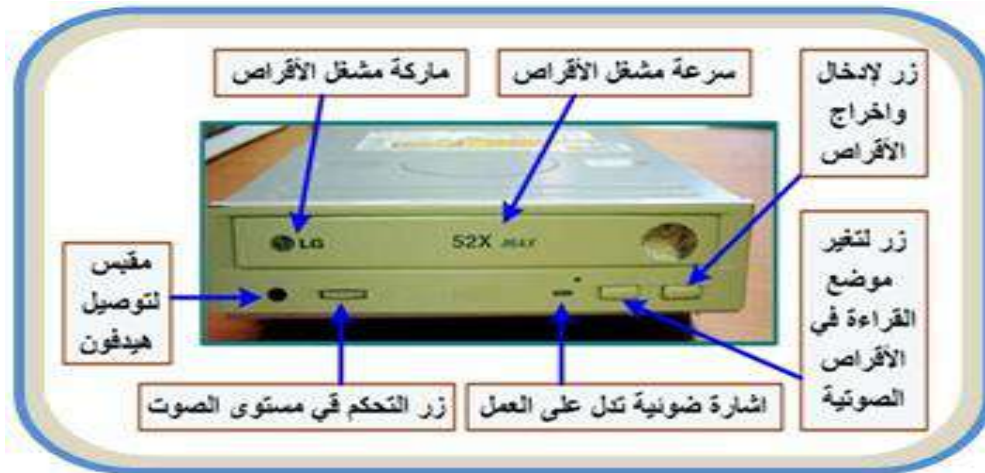 ماركة مشغل الأقراص
سرعة مشغل الأقراص
زر لإدخال
واخراج
الأقراص
LG
52X
زر لتغير
موضع
القراءة في
الأقراص
الصوتية
مقبس
لتوصيل
هيدفون
زر التحكم في مستوى الصوت
اشارة ضوئية تدل على العمل